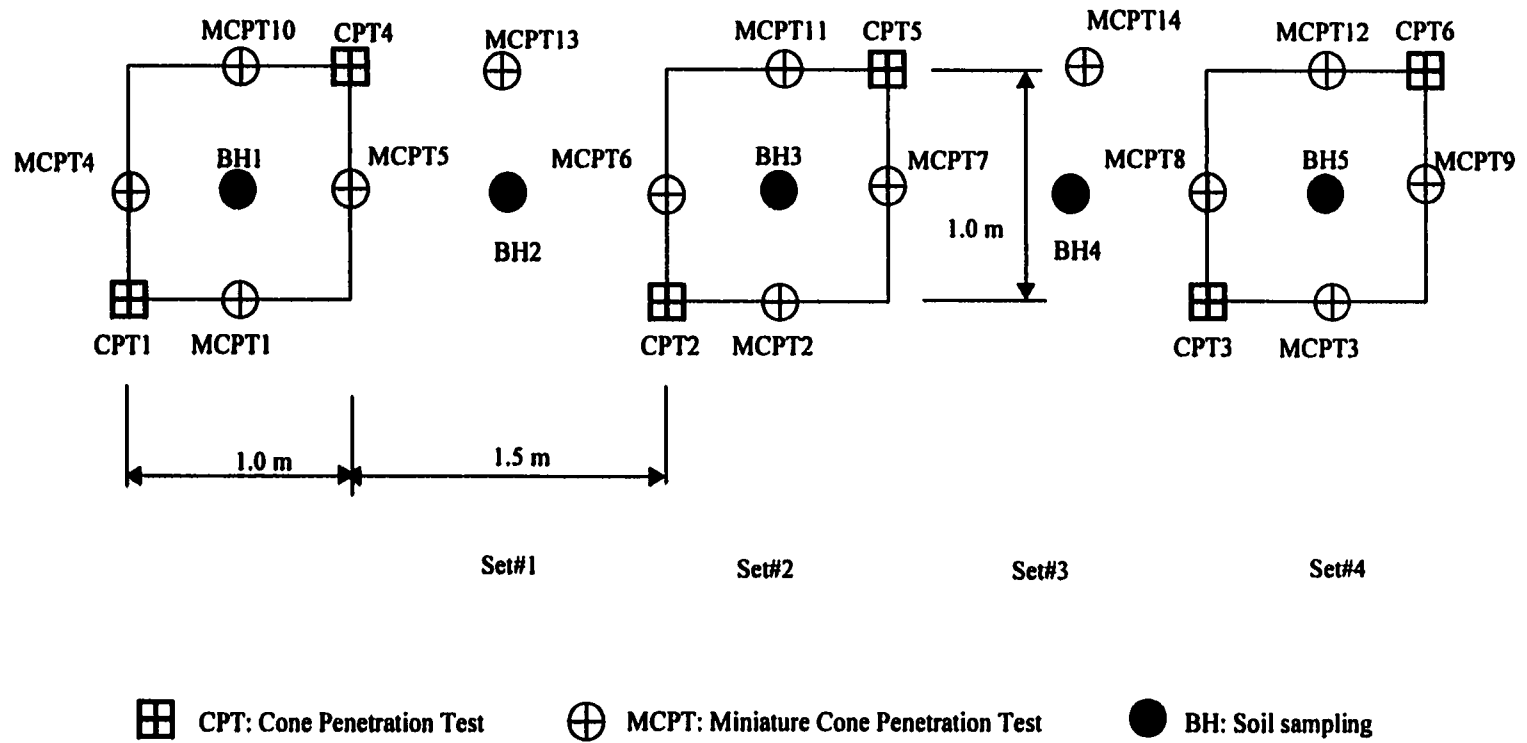 MCPT10 CPT4 MCPT13 MCPT11 CPT5 MCPT14 MCPT12 CPT6
MCPT4 BH1 MCPT5 MCPT6 BH3 MCPT7 MCPT8 BH5 MCPT9
BH2 1.0 m BH4
CPT1 MCPT1 CPT2 MCPT2 CPT3 MCPT3
1.0 m 1.5 m
Set#1 Set#2 Set#3 Set#4
CPT: Cone Penetration Test MCPT: Miniature Cone Penetration Test BH: Soil sampling